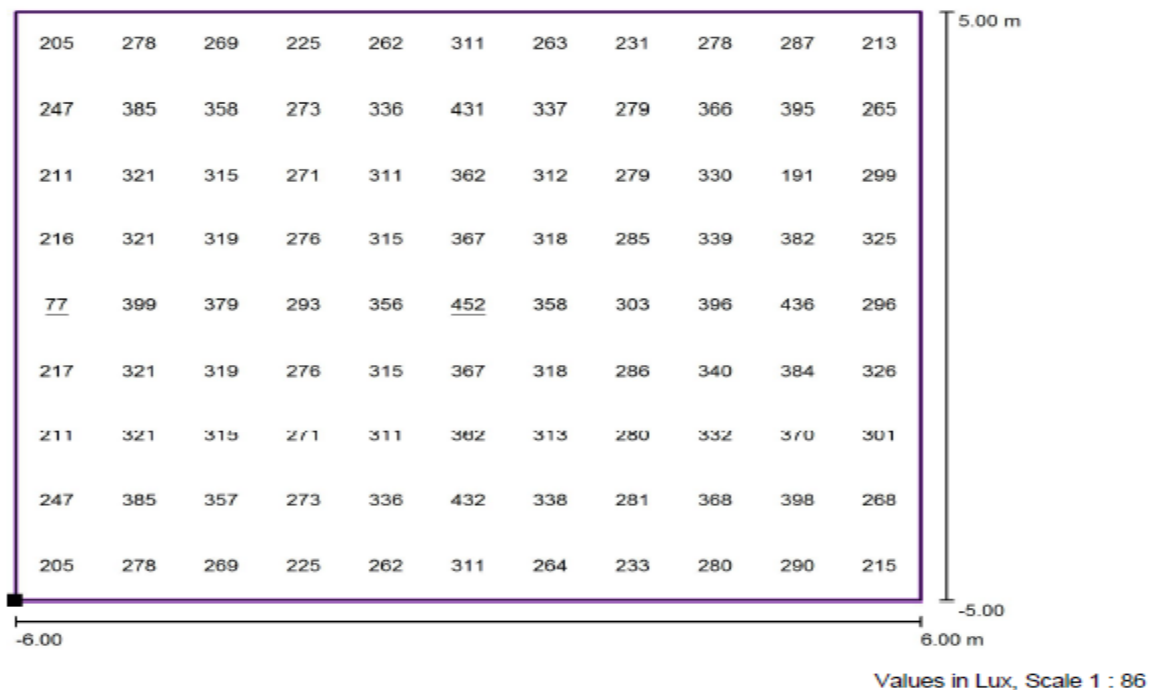 5.00 m
205 278 269 225 262 311 263 231 278 287 213
247 385 358 273 336 431 337 279 366 395 265
211 321 315 271 311 362 312 279 330 191 299
216 321 319 276 315 367 318 285 339 382 325
77 399 379 293 356 452 358 303 396 436 296
217 321 319 276 315 367 318 286 340 384 326
211 321 315 271 311 362 313 280 332 370 301
247 385 357 273 336 432 338 281 368 398 268
205 278 269 225 262 311 264 233 280 290 215
-5.00
-6.00 6.00 m
Values in Lux, Scale 1 : 86